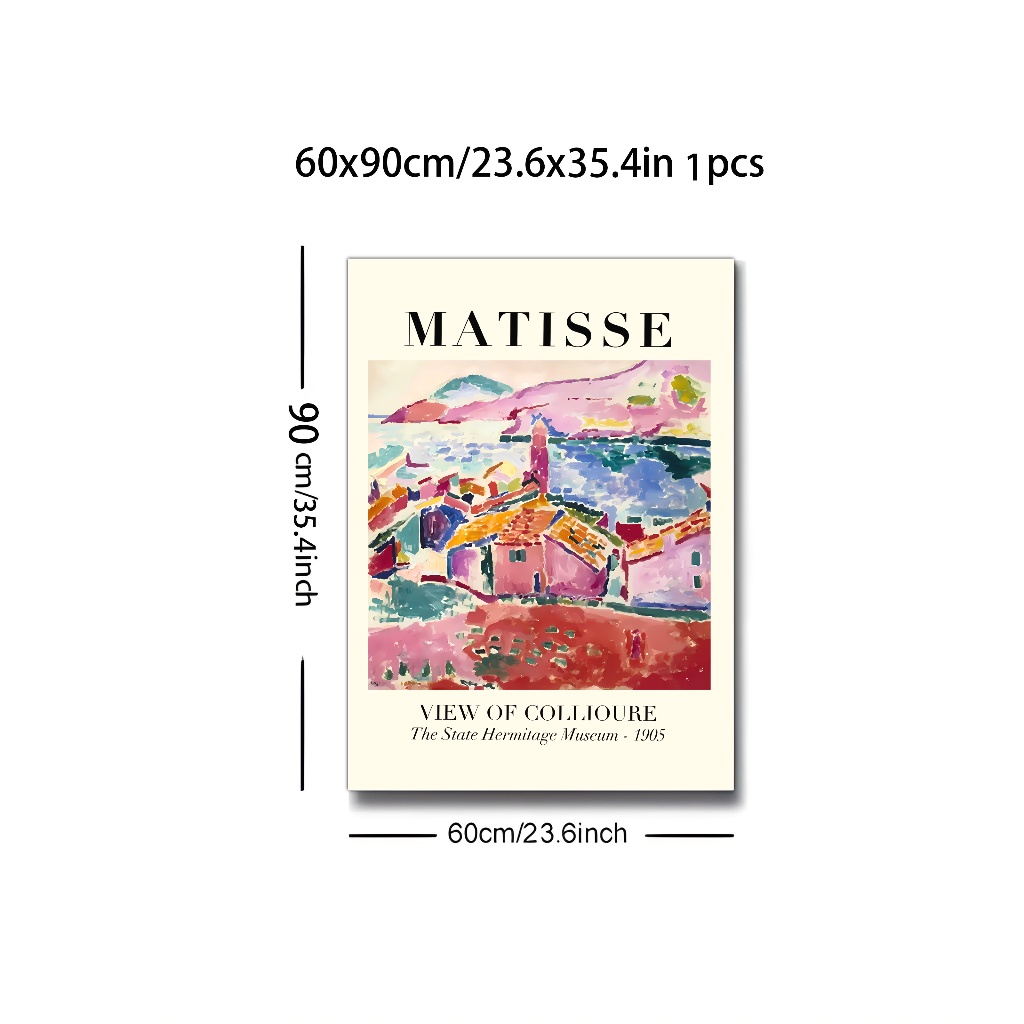 60x90cm/23.6x35.4in 1pcs
90 cm/35.4inch
MATISSE
VIEW OF COLLIOURE
The State Hermitage Museum - 1905
60cm/23.6inch